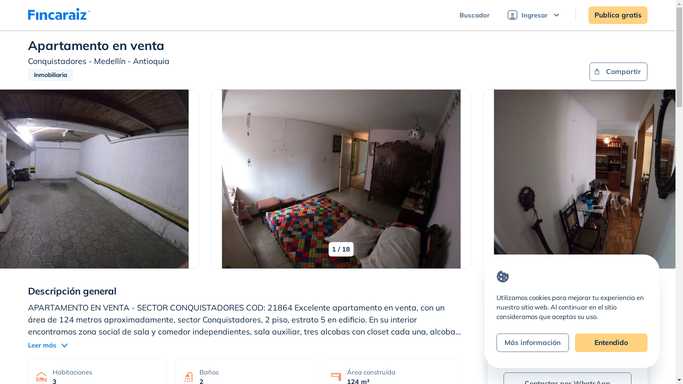 Fincaraiz
Buscador
Ingresar
Publica gratis
Apartamento en venta
Conquistadores - Medellín - Antioquia
Inmobiliaria
Compartir
1 / 18
Descripción general
APARTAMENTO EN VENTA - SECTOR CONQUISTADORES COD: 21864 Excelente apartamento en venta, con un
área de 124 metros aproximadamente, sector Conquistadores, 2 piso, estrato 5 en edificio. En su interior
encontramos zona social de sala y comedor independientes, sala auxiliar, tres alcobas con closet cada una, alcoba...
Leer más
Utilizamos cookies para mejorar tu experiencia en
nuestro sitio web. Al continuar en el sitio
consideramos que aceptas su uso.
Más información
Entendido
Habitaciones
3
Baños
2
Área construida
124 m²
Contactar por WhatsApp